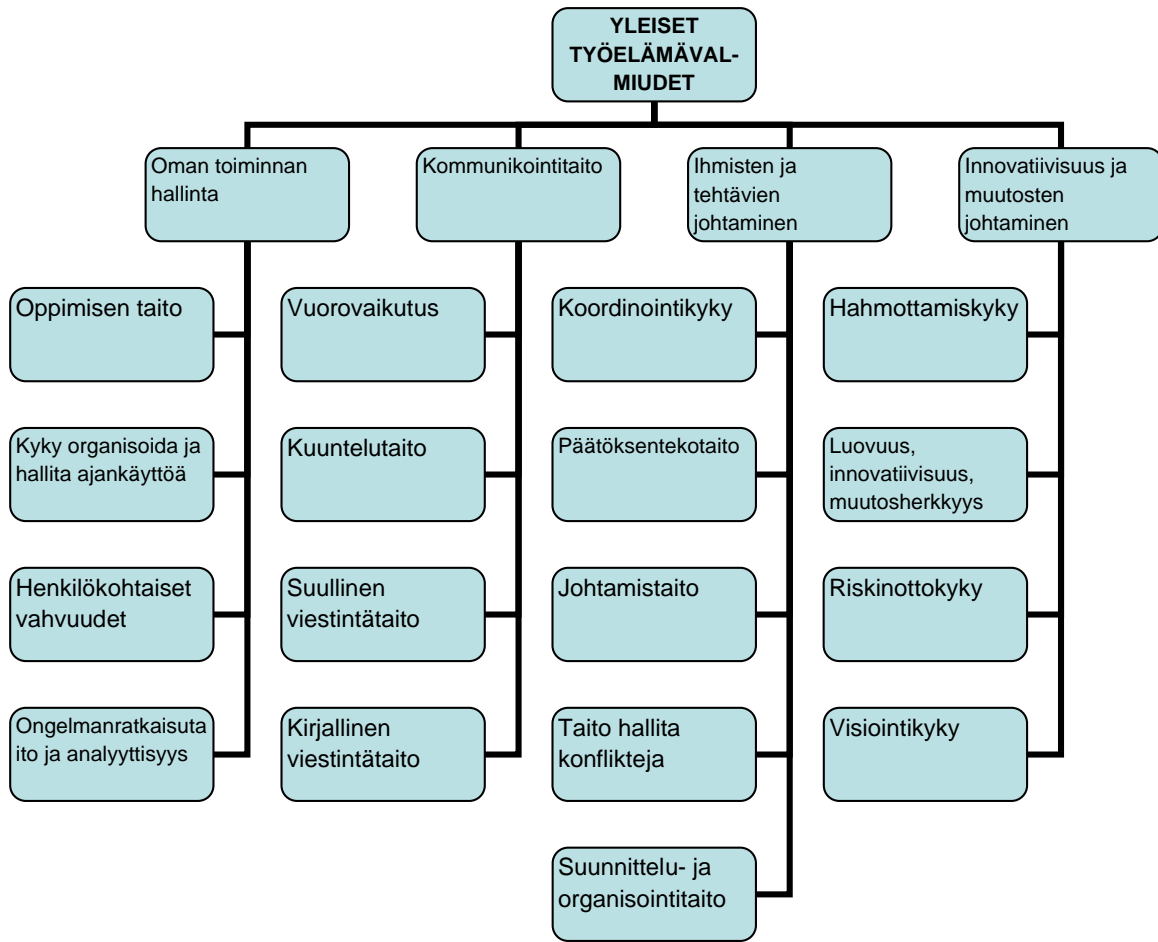 YLEISET
TYÖELÄMÄVAL-
MIUDET
Oman toiminnan
hallinta
Kommunikointitaito
Ihmisten ja
tehtävien
johtaminen
Innovatiivisuus ja
muutosten
johtaminen
Oppimisen taito
Vuorovaikutus
Koordinointikyky
Hahmottamiskyky
Kyky organisoida ja
hallita ajankäyttöä
Kuuntelutaito
Päätöksentekotaito
Luovuus,
innovatiivisuus,
muutosherkkyys
Henkilökohtaiset
vahvuudet
Suullinen
viestintätaito
Johtamistaito
Riskinottokyky
Ongelmanratkaisuta
ito ja analyyttisyys
Kirjallinen
viestintätaito
Taito hallita
konflikteja
Visiointikyky
Suunnittelu- ja
organisointitaito